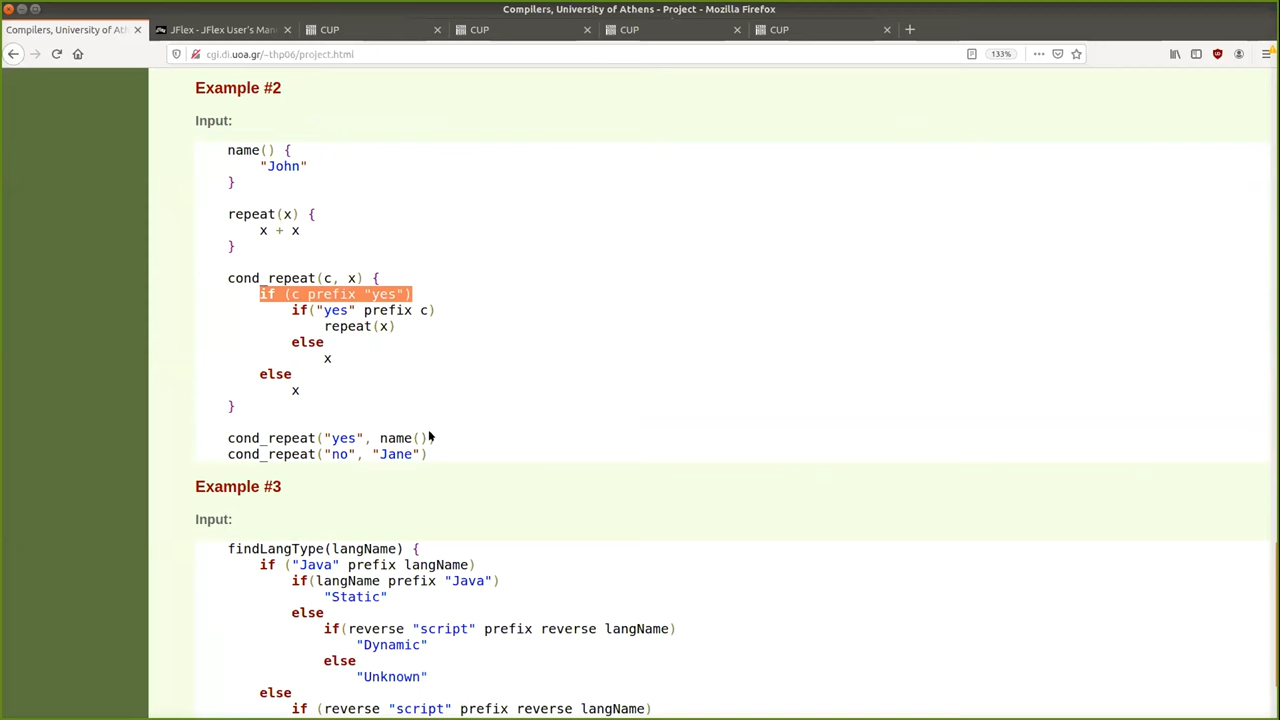 Compilers, University of Athens - Project - Mozilla Firefox
Compilers, University of Ath
JFlex - JFlex User's Man
CUP
CUP
CUP
CUP
cgi.di.uoa.gr/~thp06/project.html
133%
Example #2
Input:
name() {
"John"
}
repeat(x) {
x + x
}
cond_repeat(c, x) {
if (c prefix "yes")
if("yes" prefix c)
repeat(x)
else
x
else
x
}
cond_repeat("yes", name())
cond_repeat("no", "Jane")
Example #3
Input:
findLangType(langName) {
if ("Java" prefix langName)
if(langName prefix "Java")
"Static"
else
if(reverse "script" prefix reverse langName)
"Dynamic"
else
"Unknown"
else
if (reverse "script" prefix reverse langName)